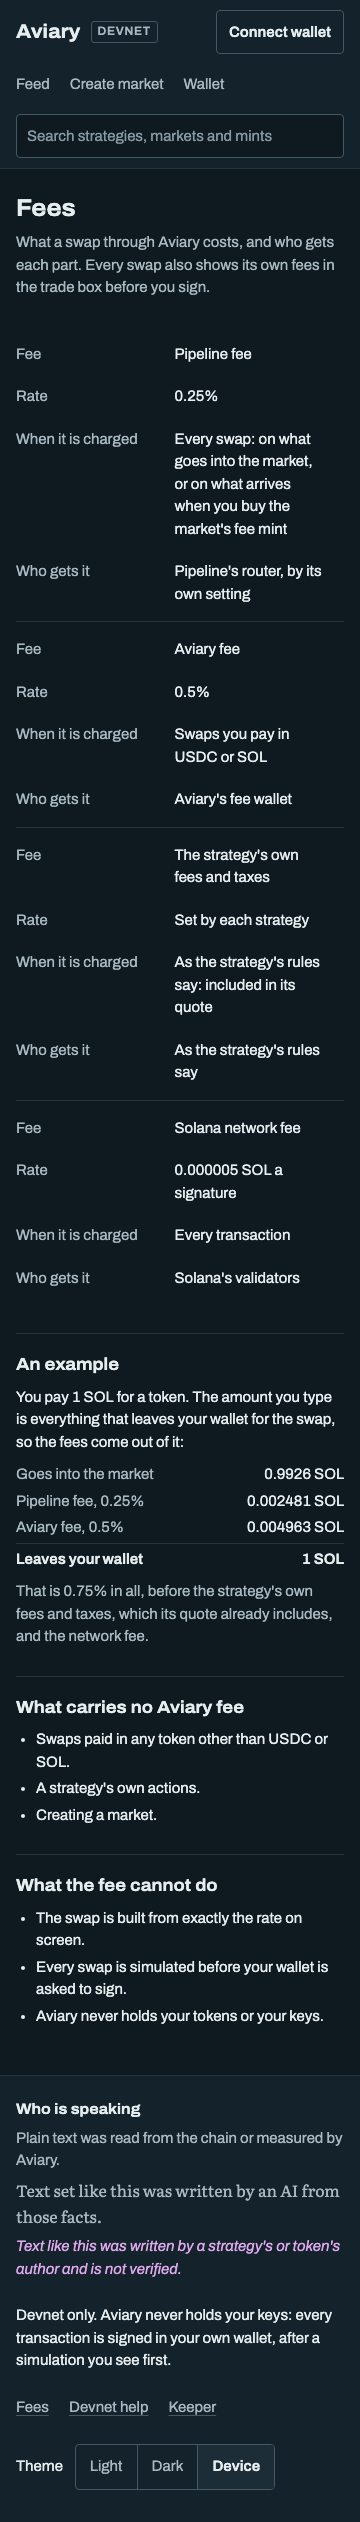 Aviary DEVNET Connect wallet
Feed Create market Wallet
Search strategies, markets and mints
Fees
What a swap through Aviary costs, and who gets
each part. Every swap also shows its own fees in
the trade box before you sign.
Fee Pipeline fee
Rate 0.25%
When it is charged Every swap: on what
goes into the market,
or on what arrives
when you buy the
market's fee mint
Who gets it Pipeline's router, by its
own setting
Fee Aviary fee
Rate 0.5%
When it is charged Swaps you pay in
USDC or SOL
Who gets it Aviary's fee wallet
Fee The strategy's own
fees and taxes
Rate Set by each strategy
When it is charged As the strategy's rules
say: included in its
quote
Who gets it As the strategy's rules
say
Fee Solana network fee
Rate 0.000005 SOL a
signature
When it is charged Every transaction
Who gets it Solana's validators
An example
You pay 1 SOL for a token. The amount you type
is everything that leaves your wallet for the swap,
so the fees come out of it:
Goes into the market 0.9926 SOL
Pipeline fee, 0.25% 0.002481 SOL
Aviary fee, 0.5% 0.004963 SOL
Leaves your wallet 1 SOL
That is 0.75% in all, before the strategy's own
fees and taxes, which its quote already includes,
and the network fee.
What carries no Aviary fee
• Swaps paid in any token other than USDC or
SOL.
• A strategy's own actions.
• Creating a market.
What the fee cannot do
• The swap is built from exactly the rate on
screen.
• Every swap is simulated before your wallet is
asked to sign.
• Aviary never holds your tokens or your keys.
Who is speaking
Plain text was read from the chain or measured by
Aviary.
Text set like this was written by an AI from
those facts.
Text like this was written by a strategy's or token's
author and is not verified.
Devnet only. Aviary never holds your keys: every
transaction is signed in your own wallet, after a
simulation you see first.
Fees Devnet help Keeper
Theme Light Dark Device